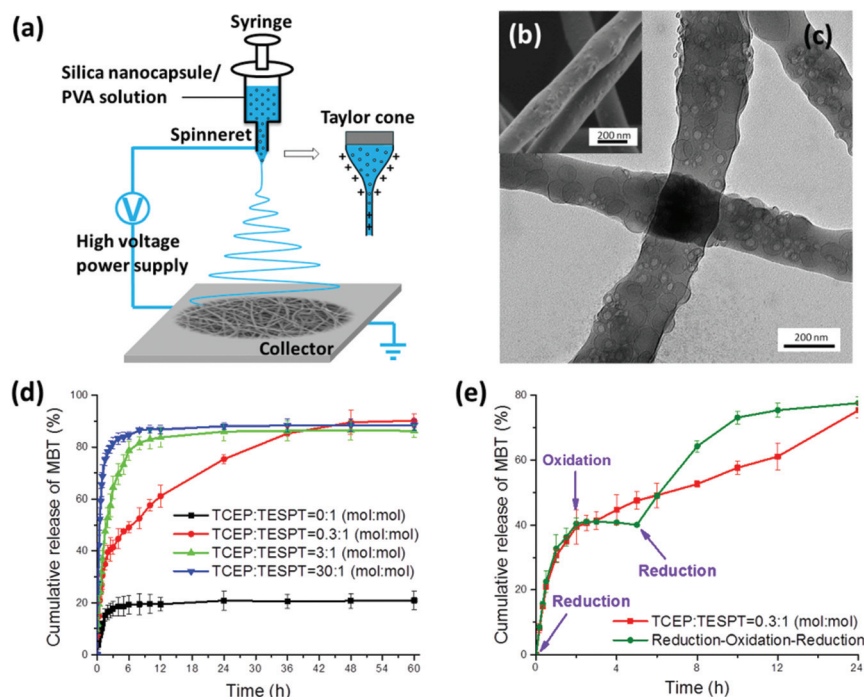 (a)
Syringe
Silica nanocapsule/
PVA solution
Spinneret
Taylor cone
V
High voltage
power supply
Collector
(b)
200 nm
(c)
200 nm
(d)
Cumulative release of MBT (%)
100
80
60
40
20
0
TCEP:TESPT=0:1 (mol:mol)
TCEP:TESPT=0.3:1 (mol:mol)
TCEP:TESPT=3:1 (mol:mol)
TCEP:TESPT=30:1 (mol:mol)
0 6 12 18 24 30 36 42 48 54 60
Time (h)
(e)
Cumulative release of MBT (%)
80
60
40
20
0
Oxidation
Reduction
Reduction
TCEP:TESPT=0.3:1 (mol:mol)
Reduction-Oxidation-Reduction
0 4 8 12 24
Time (h)